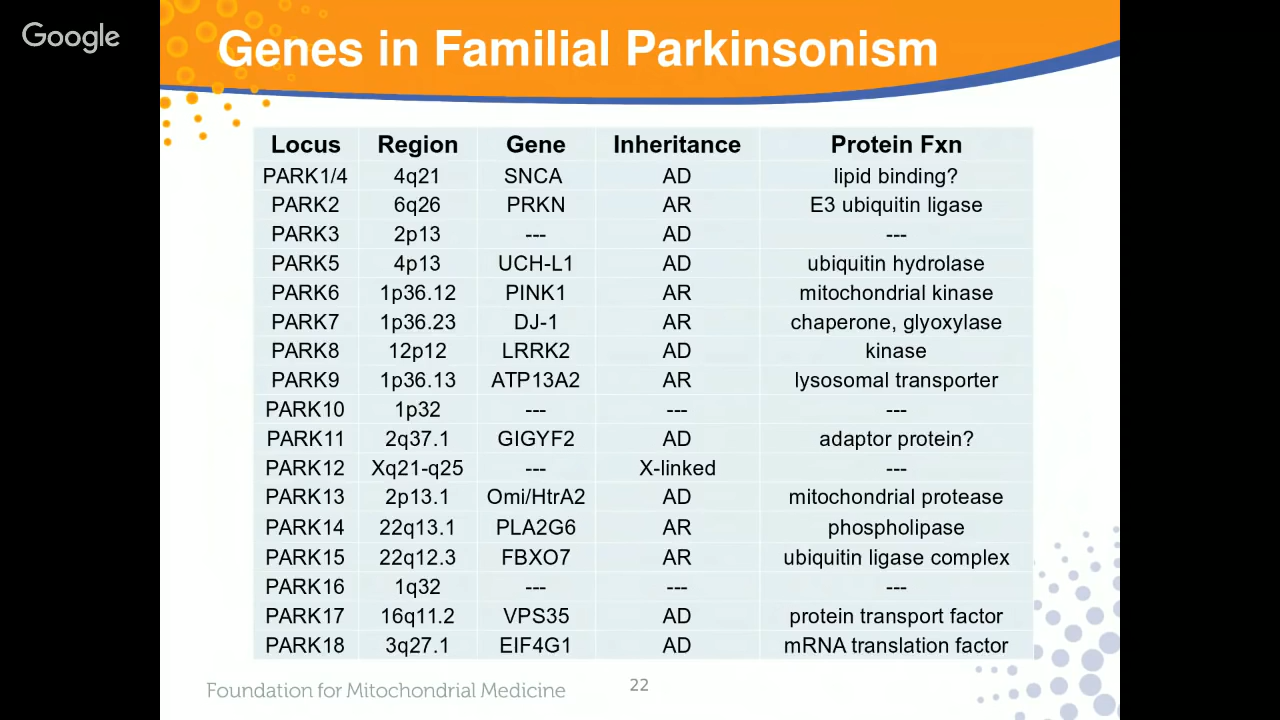 Google
Genes in Familial Parkinsonism
Locus Region Gene Inheritance Protein Fxn
PARK1/4 4q21 SNCA AD lipid binding?
PARK2 6q26 PRKN AR E3 ubiquitin ligase
PARK3 2p13 --- AD ---
PARK5 4p13 UCH-L1 AD ubiquitin hydrolase
PARK6 1p36.12 PINK1 AR mitochondrial kinase
PARK7 1p36.23 DJ-1 AR chaperone, glyoxylase
PARK8 12p12 LRRK2 AD kinase
PARK9 1p36.13 ATP13A2 AR lysosomal transporter
PARK10 1p32 --- --- ---
PARK11 2q37.1 GIGYF2 AD adaptor protein?
PARK12 Xq21-q25 --- X-linked ---
PARK13 2p13.1 Omi/HtrA2 AD mitochondrial protease
PARK14 22q13.1 PLA2G6 AR phospholipase
PARK15 22q12.3 FBXO7 AR ubiquitin ligase complex
PARK16 1q32 --- --- ---
PARK17 16q11.2 VPS35 AD protein transport factor
PARK18 3q27.1 EIF4G1 AD mRNA translation factor
Foundation for Mitochondrial Medicine 22